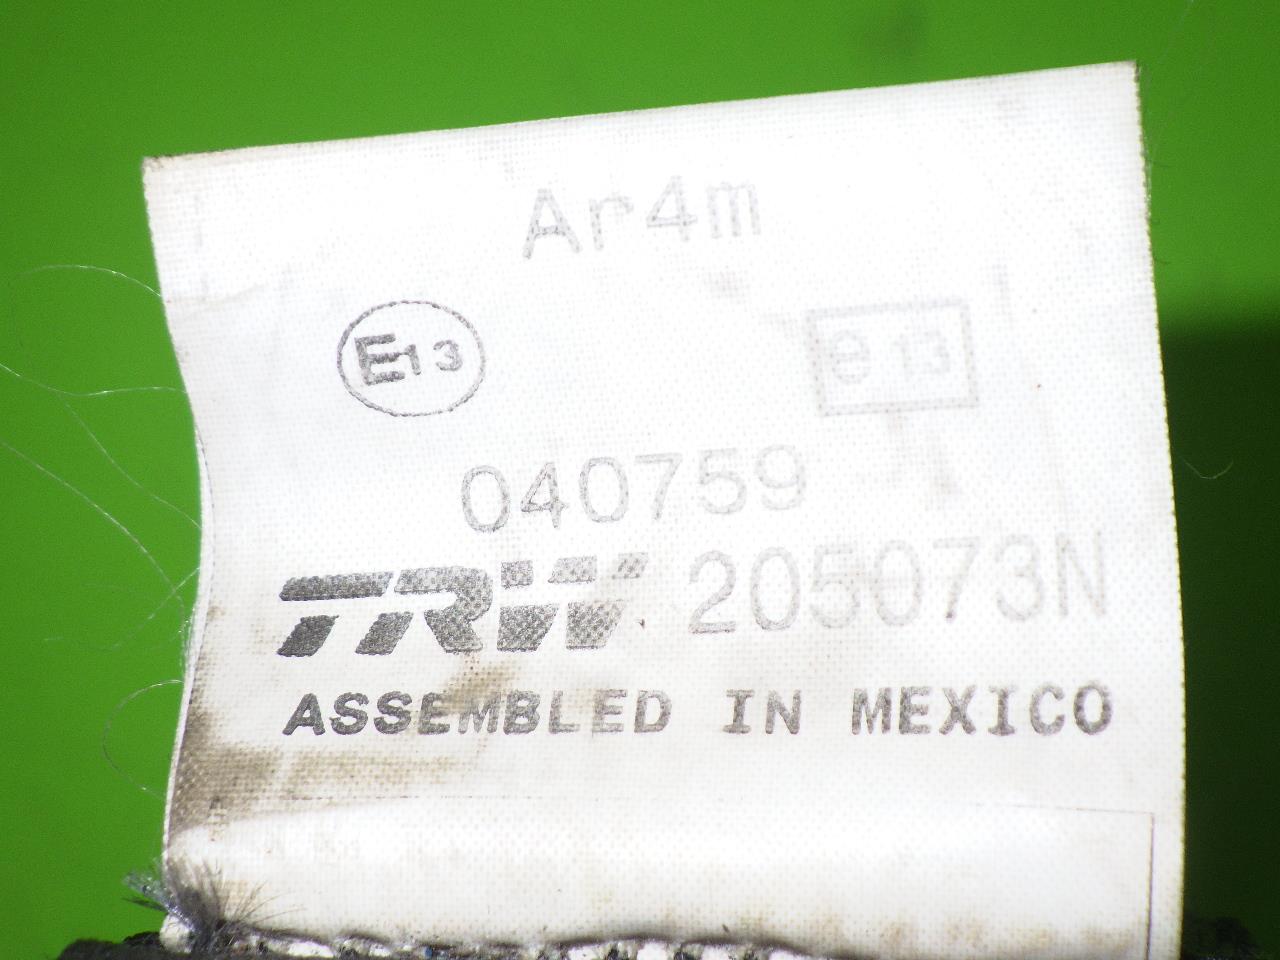 Ar4m
E13 e13
040759
TRW 205073N
ASSEMBLED IN MEXICO